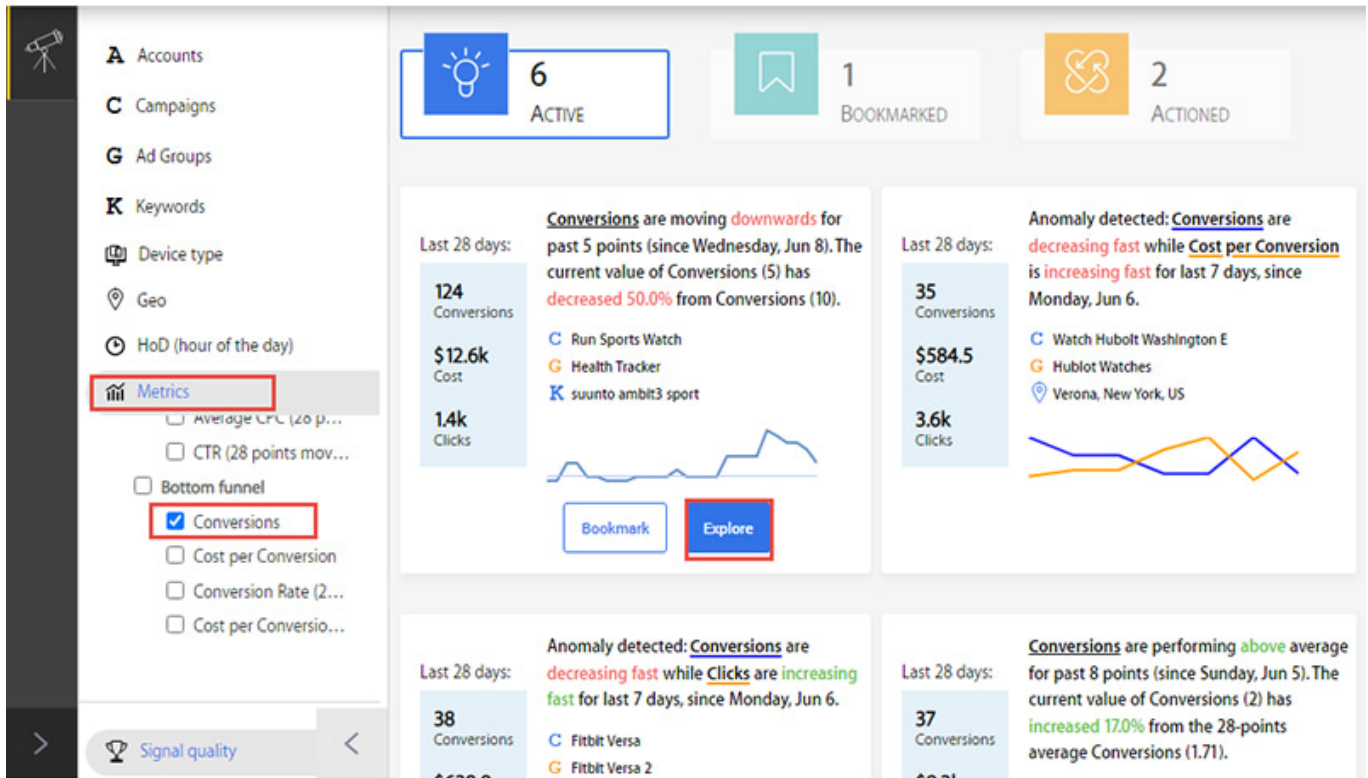 A Accounts
C Campaigns
G Ad Groups
K Keywords
Device type
Geo
HoD (hour of the day)
Metrics
Average CPC (28 p...
CTR (28 points mov...
Bottom funnel
Conversions
Cost per Conversion
Conversion Rate (2...
Cost per Conversio...
Signal quality
6
ACTIVE
1
BOOKMARKED
2
ACTIONED
Last 28 days:
124
Conversions
$12.6k
Cost
1.4k
Clicks
Conversions are moving downwards for
past 5 points (since Wednesday, Jun 8). The
current value of Conversions (5) has
decreased 50.0% from Conversions (10).
C Run Sports Watch
G Health Tracker
K suunto ambit3 sport
Bookmark
Explore
Last 28 days:
35
Conversions
$584.5
Cost
3.6k
Clicks
Anomaly detected: Conversions are
decreasing fast while Cost per Conversion
is increasing fast for last 7 days, since
Monday, Jun 6.
C Watch Hubolt Washington E
G Hublot Watches
Verona, New York, US
Last 28 days:
38
Conversions
Anomaly detected: Conversions are
decreasing fast while Clicks are increasing
fast for last 7 days, since Monday, Jun 6.
C Fitbit Versa
G Fitbit Versa 2
Last 28 days:
37
Conversions
Conversions are performing above average
for past 8 points (since Sunday, Jun 5). The
current value of Conversions (2) has
increased 17.0% from the 28-points
average Conversions (1.71).